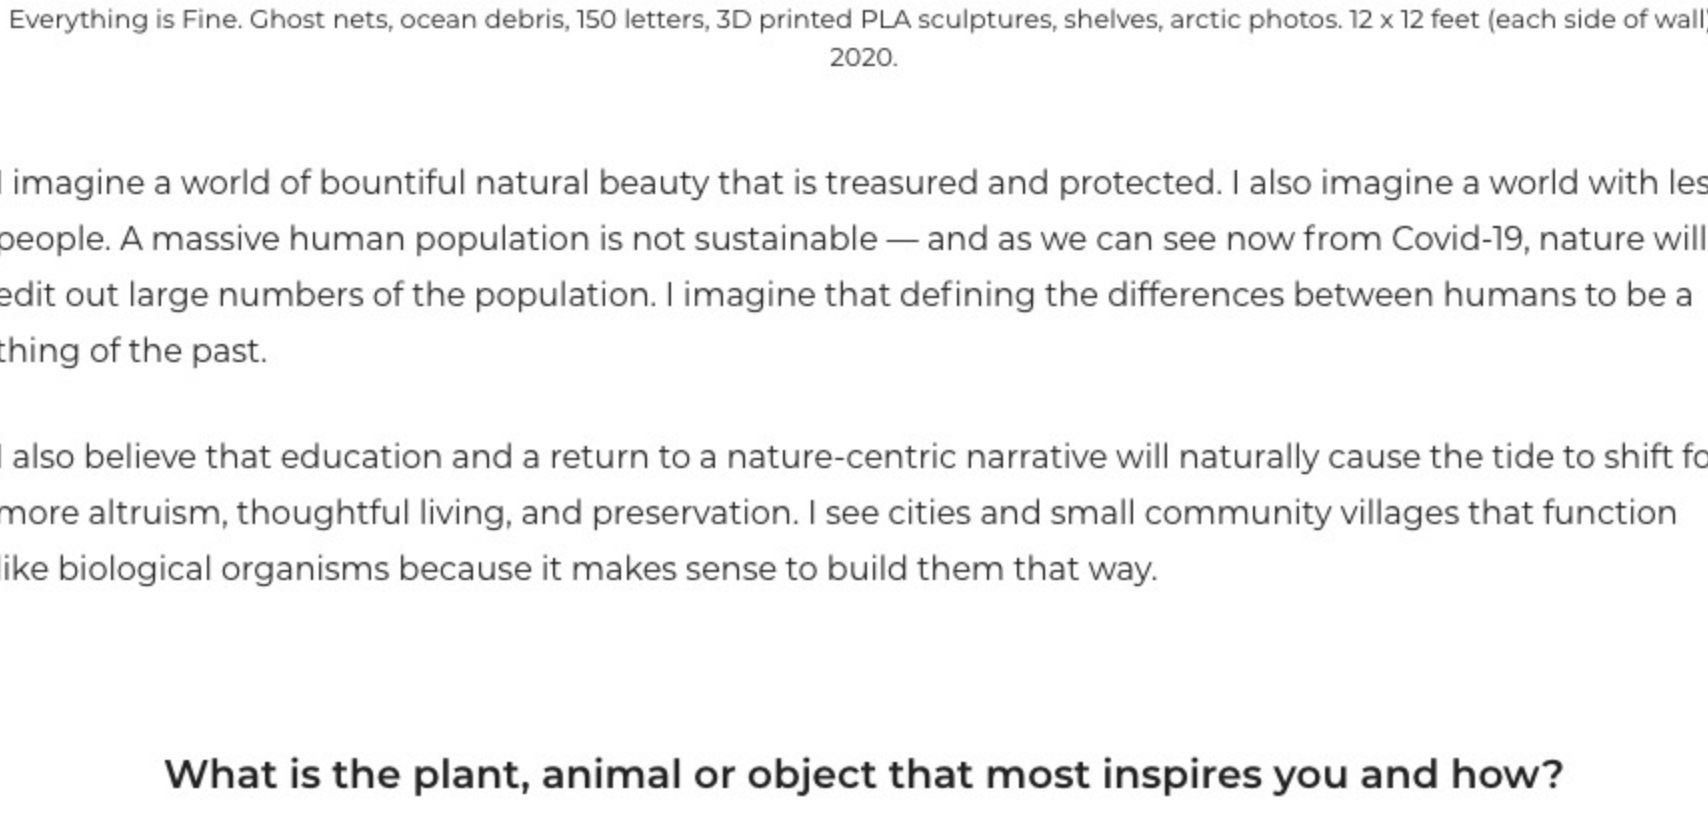 Everything is Fine. Ghost nets, ocean debris, 150 letters, 3D printed PLA sculptures, shelves, arctic photos. 12 x 12 feet (each side of wall)
2020.
I imagine a world of bountiful natural beauty that is treasured and protected. I also imagine a world with les
people. A massive human population is not sustainable — and as we can see now from Covid-19, nature will
edit out large numbers of the population. I imagine that defining the differences between humans to be a
thing of the past.
I also believe that education and a return to a nature-centric narrative will naturally cause the tide to shift fo
more altruism, thoughtful living, and preservation. I see cities and small community villages that function
like biological organisms because it makes sense to build them that way.
What is the plant, animal or object that most inspires you and how?